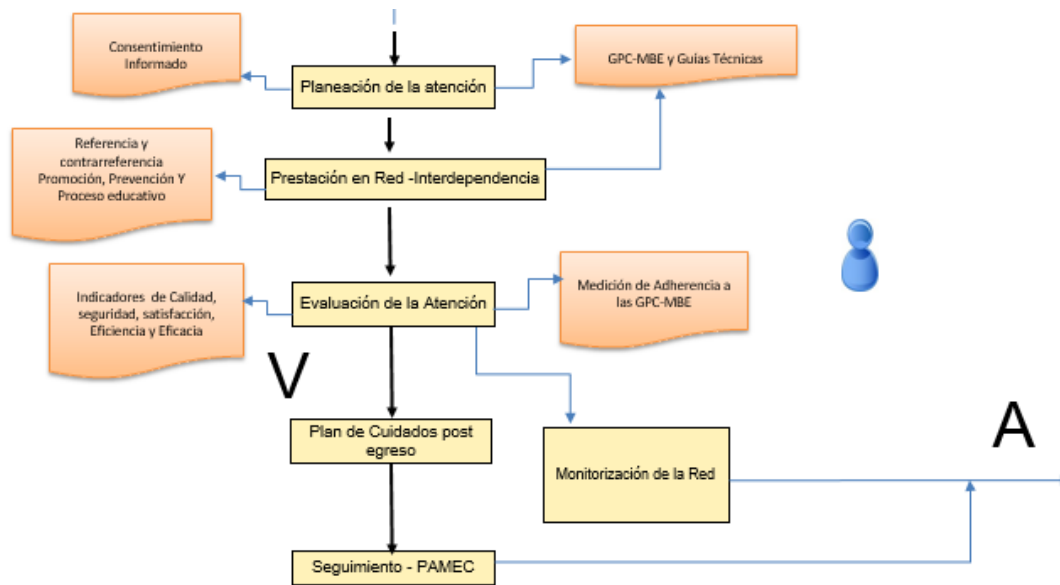 Consentimiento
Informado
GPC-MBE y Guías Técnicas
Planeación de la atención
Referencia y
contrarreferencia
Promoción, Prevención Y
Proceso educativo
Prestación en Red -Interdependencia
Indicadores de Calidad,
seguridad, satisfacción,
Eficiencia y Eficacia
Evaluación de la Atención
Medición de Adherencia a
las GPC-MBE
V
Plan de Cuidados post
egreso
Monitorización de la Red
A
Seguimiento - PAMEC